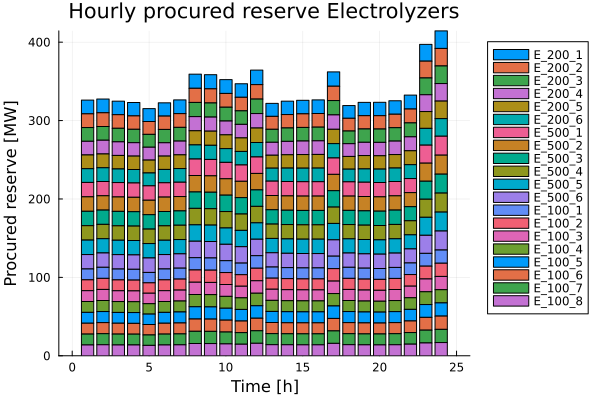 Hourly procured reserve Electrolyzers
Procured reserve [MW]
400
300
200
100
0
0 5 10 15 20 25
Time [h]
E_200_1
E_200_2
E_200_3
E_200_4
E_200_5
E_200_6
E_500_1
E_500_2
E_500_3
E_500_4
E_500_5
E_500_6
E_100_1
E_100_2
E_100_3
E_100_4
E_100_5
E_100_6
E_100_7
E_100_8